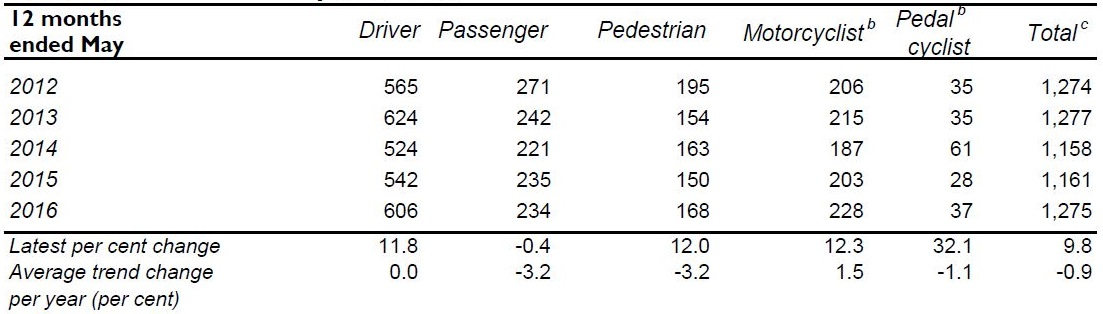 12 months ended May Driver Passenger Pedestrian Motorcyclist b Pedal b cyclist Total c
2012 565 271 195 206 35 1,274
2013 624 242 154 215 35 1,277
2014 524 221 163 187 61 1,158
2015 542 235 150 203 28 1,161
2016 606 234 168 228 37 1,275
Latest per cent change 11.8 -0.4 12.0 12.3 32.1 9.8
Average trend change 0.0 -3.2 -3.2 1.5 -1.1 -0.9
per year (per cent)